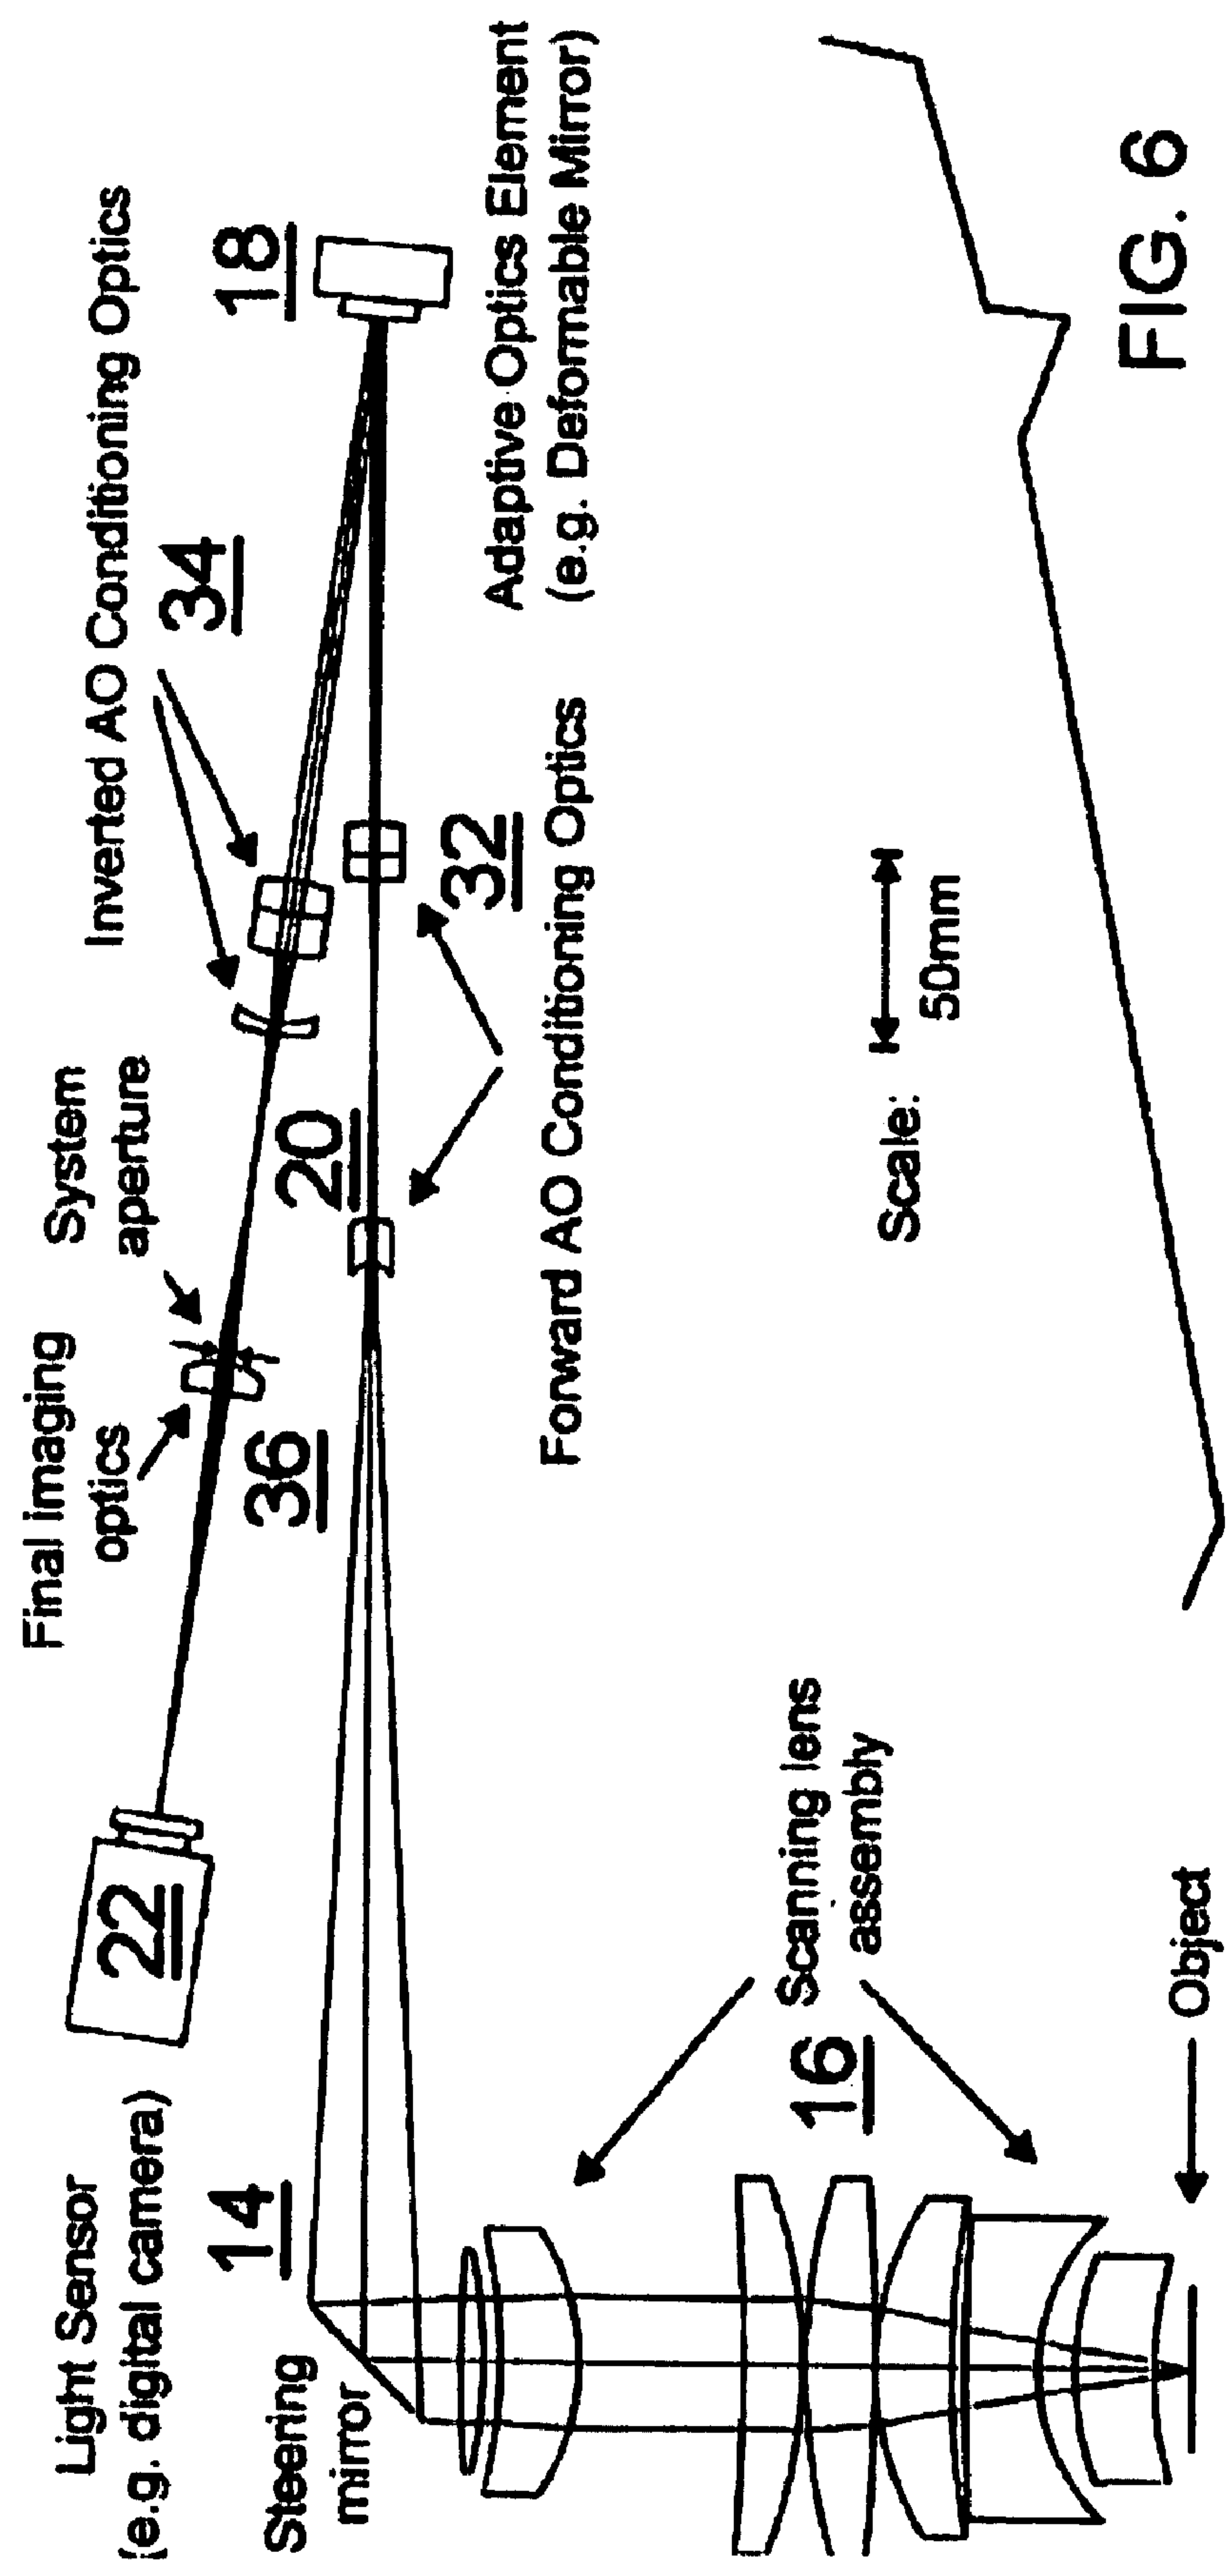 Light Sensor
(e.g. digital camera)
22
Final imaging
optics
System
aperture
Inverted AO Conditioning Optics
34
18
Steering
mirror
14
36
20
32
Forward AO Conditioning Optics
Adaptive Optics Element
(e.g. Deformable Mirror)
16
Scanning lens
assembly
Object
Scale:
50mm
FIG. 6